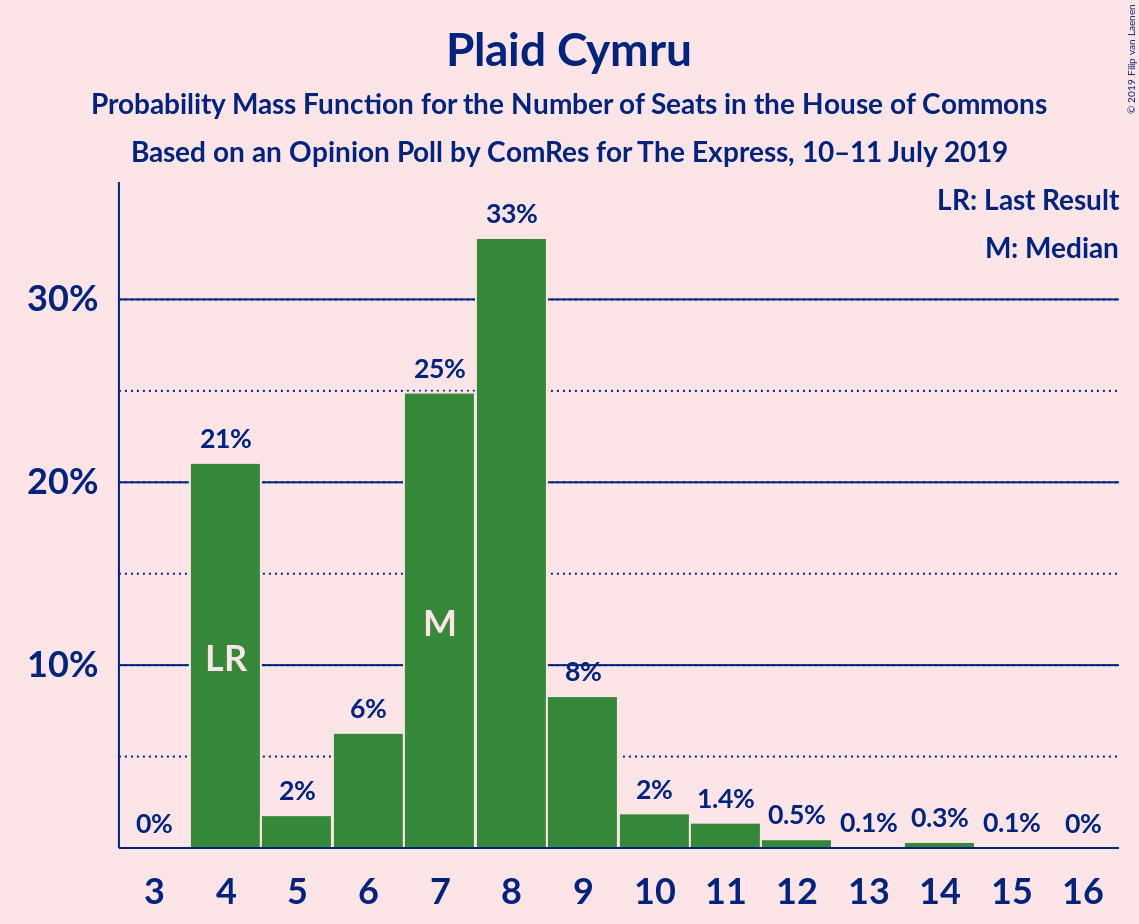 Plaid Cymru
Probability Mass Function for the Number of Seats in the House of Commons
Based on an Opinion Poll by ComRes for The Express, 10–11 July 2019
© 2019 Filip van Laenen
LR: Last Result
M: Median
33%
30%
25%
21%
20%
M
LR
10%
8%
6%
2%
2%
1.4%
0.5%
0.1%
0.3%
0.1%
0%
0%
3 4 5 6 7 8 9 10 11 12 13 14 15 16